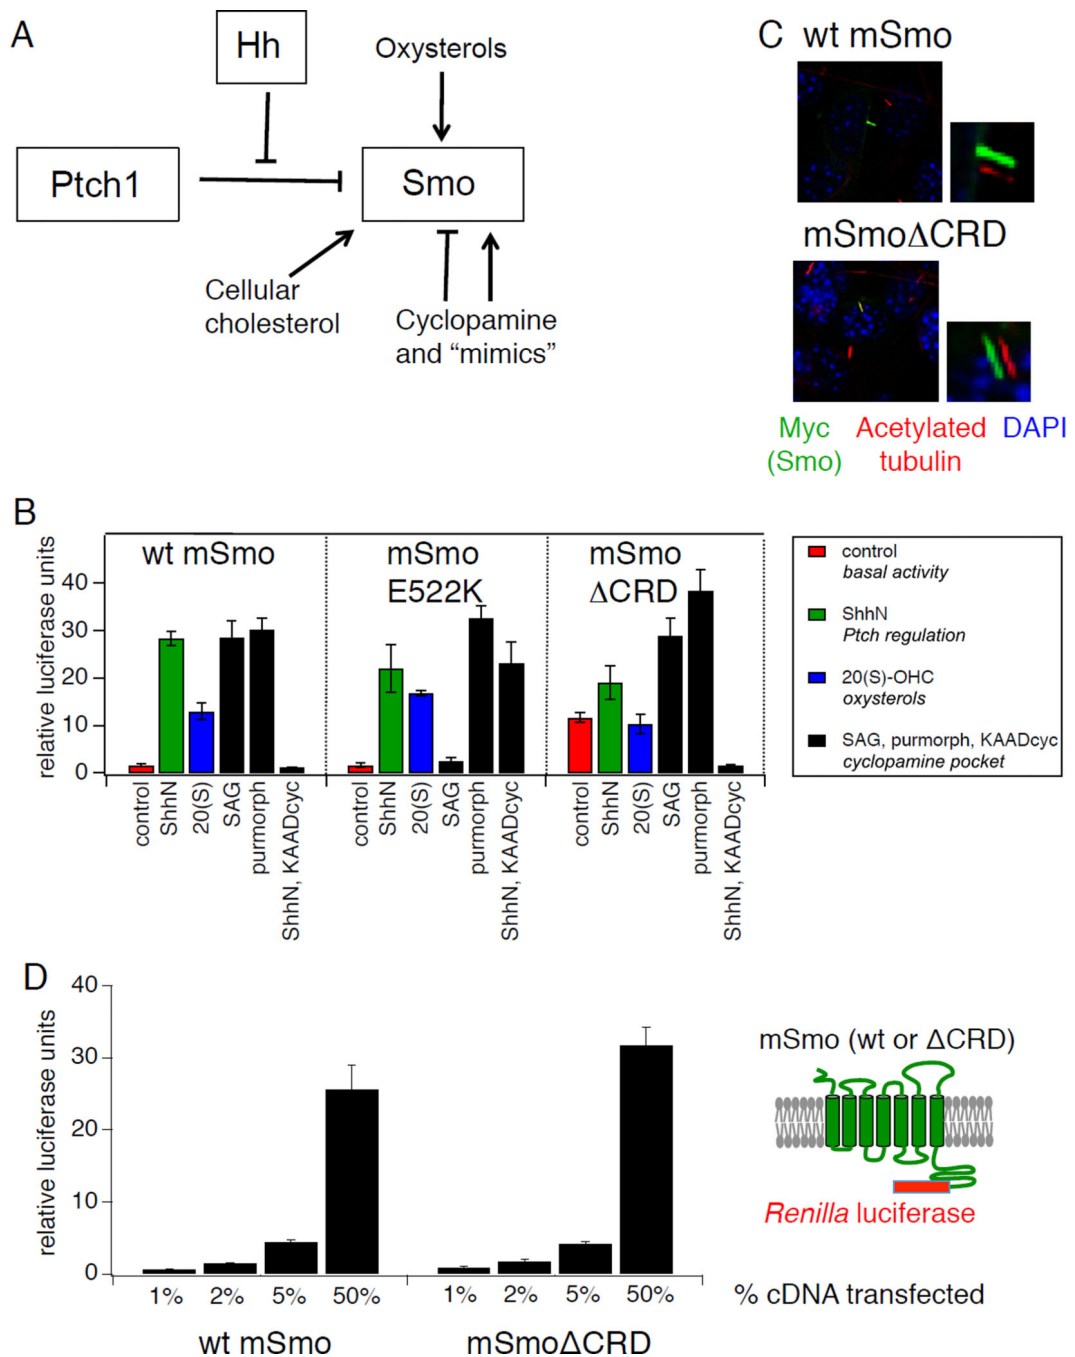 A
Hh
Oxysterols
Ptch1
Smo
Cellular
cholesterol
Cyclopamine
and “mimics”
C wt mSmo
mSmoΔCRD
Myc
(Smo)
Acetylated
tubulin
DAPI
B
relative luciferase units
40
30
20
10
0
wt mSmo
mSmo
E522K
mSmo
ΔCRD
control
ShhN
20(S)
SAG
purmorph
ShhN, KAADcyc
control
ShhN
20(S)
SAG
purmorph
ShhN, KAADcyc
control
ShhN
20(S)
SAG
purmorph
ShhN, KAADcyc
control
basal activity
ShhN
Ptch regulation
20(S)-OHC
oxysterols
SAG, purmorph, KAADcyc
cyclopamine pocket
D
relative luciferase units
40
30
20
10
0
1% 2% 5% 50% 1% 2% 5% 50%
% cDNA transfected
wt mSmo
mSmoΔCRD
mSmo (wt or ΔCRD)
Renilla luciferase